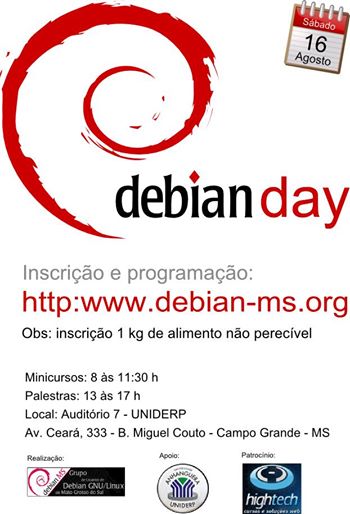 Sábado
16
Agosto
debian day
Inscrição e programação:
http:www.debian-ms.org
Obs: inscrição 1 kg de alimento não perecível
Minicursos: 8 às 11:30 h
Palestras: 13 às 17 h
Local: Auditório 7 - UNIDERP
Av. Ceará, 333 - B. Miguel Couto - Campo Grande - MS
Realização:
Apoio:
Patrocínio:
debian-MS
Grupo
de Usuários do
Debian GNU/Linux
de Mato Grosso do Sul
ANHANGUERA
UNIDERP
hightech
cursos e soluções web